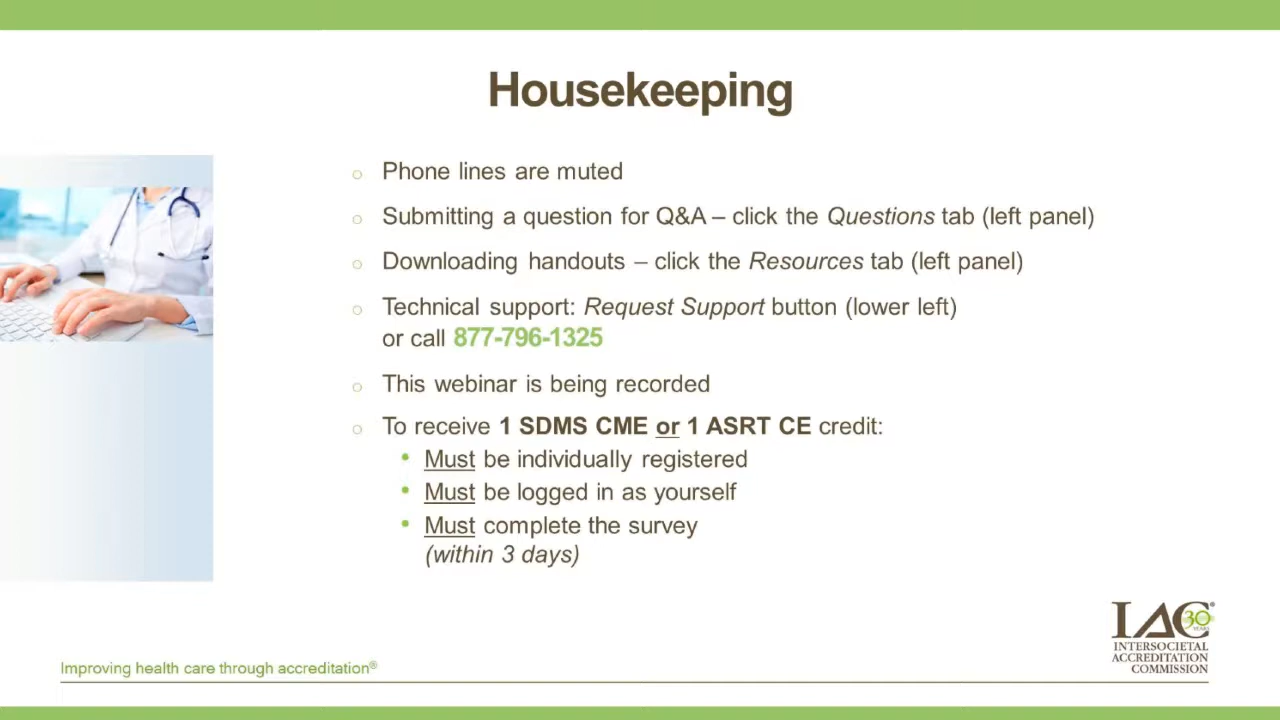 Housekeeping
Phone lines are muted
Submitting a question for Q&A – click the Questions tab (left panel)
Downloading handouts – click the Resources tab (left panel)
Technical support: Request Support button (lower left)
or call 877-796-1325
This webinar is being recorded
To receive 1 SDMS CME or 1 ASRT CE credit:
Must be individually registered
Must be logged in as yourself
Must complete the survey
(within 3 days)
IAC®
30
YEARS
INTERSOCIETAL
ACCREDITATION
COMMISSION
Improving health care through accreditation®